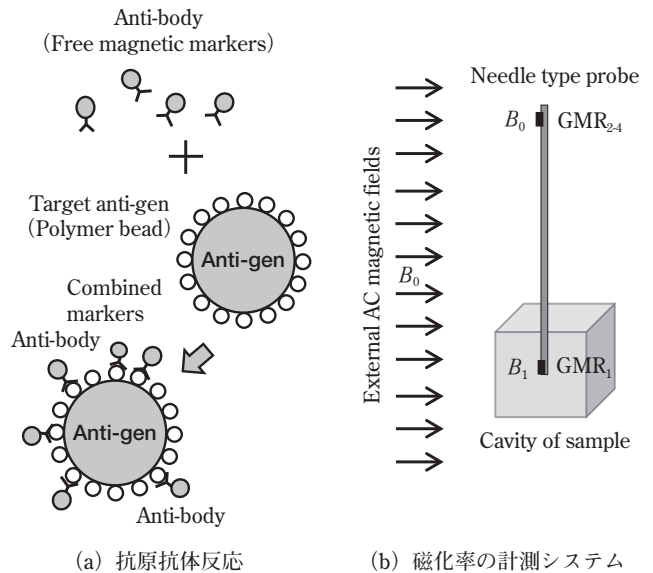 Anti-body
(Free magnetic markers)
Target anti-gen
(Polymer bead)
Anti-gen
Combined
markers
Anti-body
Anti-gen
Anti-body
(a) 抗原抗体反応
External AC magnetic fields
B₀
Needle type probe
B₀
GMR₂₋₄
B₁
GMR₁
Cavity of sample
(b) 磁化率の計測システム